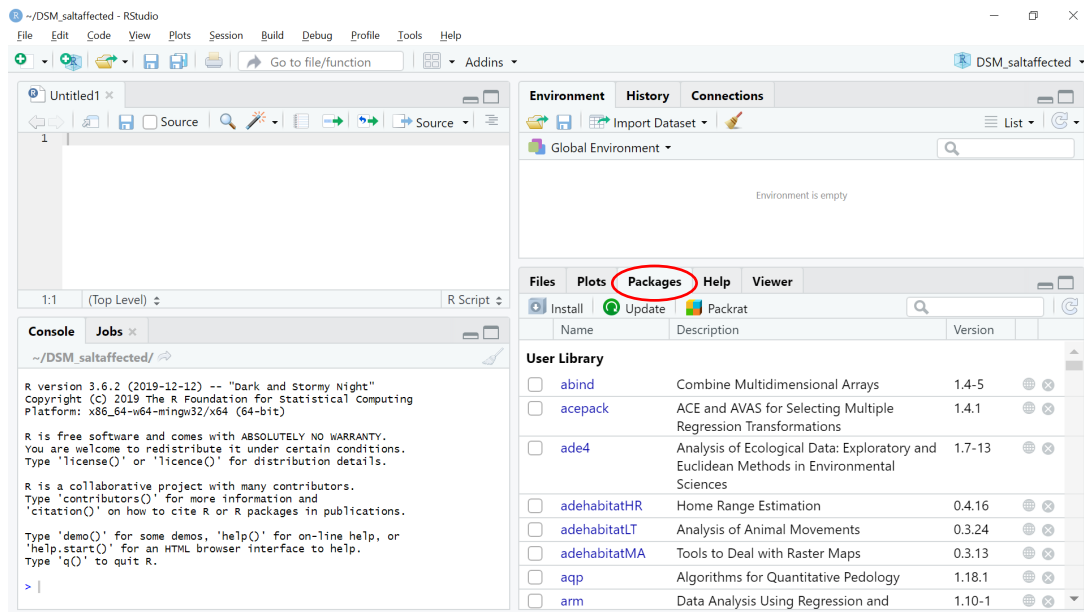 ~/DSM_saltaffected - RStudio
File Edit Code View Plots Session Build Debug Profile Tools Help
Go to file/function Addins DSM_saltaffected
Untitled1
Source Source
1
1:1 (Top Level) R Script
Console Jobs
~/DSM_saltaffected/
R version 3.6.2 (2019-12-12) -- "Dark and Stormy Night"
Copyright (C) 2019 The R Foundation for Statistical Computing
Platform: x86_64-w64-mingw32/x64 (64-bit)
R is free software and comes with ABSOLUTELY NO WARRANTY.
You are welcome to redistribute it under certain conditions.
Type 'license()' or 'licence()' for distribution details.
R is a collaborative project with many contributors.
Type 'contributors()' for more information and
'citation()' on how to cite R or R packages in publications.
Type 'demo()' for some demos, 'help()' for on-line help, or
'help.start()' for an HTML browser interface to help.
Type 'q()' to quit R.
>
Environment History Connections
Import Dataset List
Global Environment
Environment is empty
Files Plots Packages Help Viewer
Install Update Packrat
Name Description Version
User Library
abind Combine Multidimensional Arrays 1.4-5
acepack ACE and AVAS for Selecting Multiple 1.4.1
Regression Transformations
ade4 Analysis of Ecological Data: Exploratory and 1.7-13
Euclidean Methods in Environmental
Sciences
adehabitatHR Home Range Estimation 0.4.16
adehabitatLT Analysis of Animal Movements 0.3.24
adehabitatMA Tools to Deal with Raster Maps 0.3.13
aqp Algorithms for Quantitative Pedology 1.18.1
arm Data Analysis Using Regression and 1.10-1